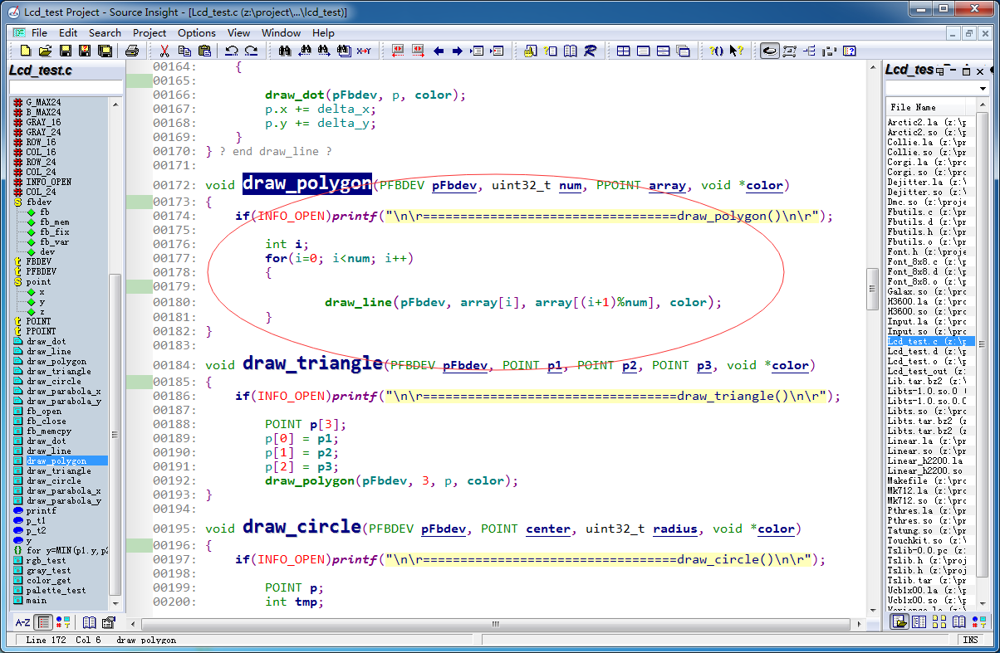 Lcd_test Project - Source Insight - [Lcd_test.c (z:\project\...\lcd_test)]
File Edit Search Project Options View Window Help
Lcd_test.c
G_MAX24
B_MAX24
GRAY_16
GRAY_24
ROW_16
COL_16
ROW_24
COL_24
INFO_OPEN
COL_24
fbdev
fb
fb_mem
fb_fix
fb_var
dev
FBDEV
PFBDEV
point
x
y
z
POINT
PPOINT
draw_dot
draw_line
draw_polygon
draw_triangle
draw_circle
draw_parabola_x
draw_parabola_y
fb_open
fb_close
fb_memcpy
draw_dot
draw_line
draw_polygon
draw_triangle
draw_circle
draw_parabola_x
draw_parabola_y
printf
p_t1
p_t2
y
for y=MIN(p1.y,p2
rgb_test
gray_test
color_get
palette_test
main
A-Z
00164: {
00165:
00166: draw_dot(pFbdev, p, color);
00167: p.x += delta_x;
00168: p.y += delta_y;
00169: }
00170: } ? end draw_line ?
00171:
00172: void draw_polygon(PFBDEV pFbdev, uint32_t num, PPOINT array, void *color)
00173: {
00174: if(INFO_OPEN)printf("\n\r==================================draw_polygon()\n\r");
00175:
00176: int i;
00177: for(i=0; i<num; i++)
00178: {
00179:
00180: draw_line(pFbdev, array[i], array[(i+1)%num], color);
00181: }
00182: }
00183:
00184: void draw_triangle(PFBDEV pFbdev, POINT p1, POINT p2, POINT p3, void *color)
00185: {
00186: if(INFO_OPEN)printf("\n\r==================================draw_triangle()\n\r");
00187:
00188: POINT p[3];
00189: p[0] = p1;
00190: p[1] = p2;
00191: p[2] = p3;
00192: draw_polygon(pFbdev, 3, p, color);
00193: }
00194:
00195: void draw_circle(PFBDEV pFbdev, POINT center, uint32_t radius, void *color)
00196: {
00197: if(INFO_OPEN)printf("\n\r==================================draw_circle()\n\r");
00198:
00199: POINT p;
00200: int tmp;
Lcd_tes
File Name
Arctic2.la (z:\p
Arctic2.so (z:\p
Collie.la (z:\pr
Collie.so (z:\pr
Corgi.la (z:\pro
Corgi.so (z:\pro
Dejitter.la (z:\
Dejitter.so (z:\
Dmc.so (z:\proje
Fbutils.c (z:\pr
Fbutils.d (z:\pr
Fbutils.h (z:\pr
Fbutils.o (z:\pr
Font.h (z:\proje
Font_8x8.c (z:\p
Font_8x8.d (z:\p
Font_8x8.o (z:\p
Galax.so (z:\pro
H3600.la (z:\pro
H3600.so (z:\pro
Input.la (z:\pro
Input.so (z:\pro
Lcd_test.c (z:\p
Lcd_test.d (z:\p
Lcd_test.o (z:\p
Lcd_test_out (z:
Lib.tar.bz2 (z:\
Libts-1.0.so.0 (
Libts-1.0.so.0.0
Libts.so (z:\pro
Libts.tar.bz2 (z
Libts.tar.bz2 (z
Linear.la (z:\pr
Linear.so (z:\pr
Linear_h2200.la
Linear_h2200.so
Makefile (z:\pro
Mk712.la (z:\pro
Mk712.so (z:\pro
Pthres.la (z:\pr
Pthres.so (z:\pr
Tatung.so (z:\pr
Touchkit.so (z:\
Tslib-0.0.pc (z:
Tslib.h (z:\proj
Tslib.h (z:\proj
Tslib.tar (z:\pr
Ucb1x00.la (z:\p
Ucb1x00.so (z:\p
Line 172 Col 6 draw_polygon
INS